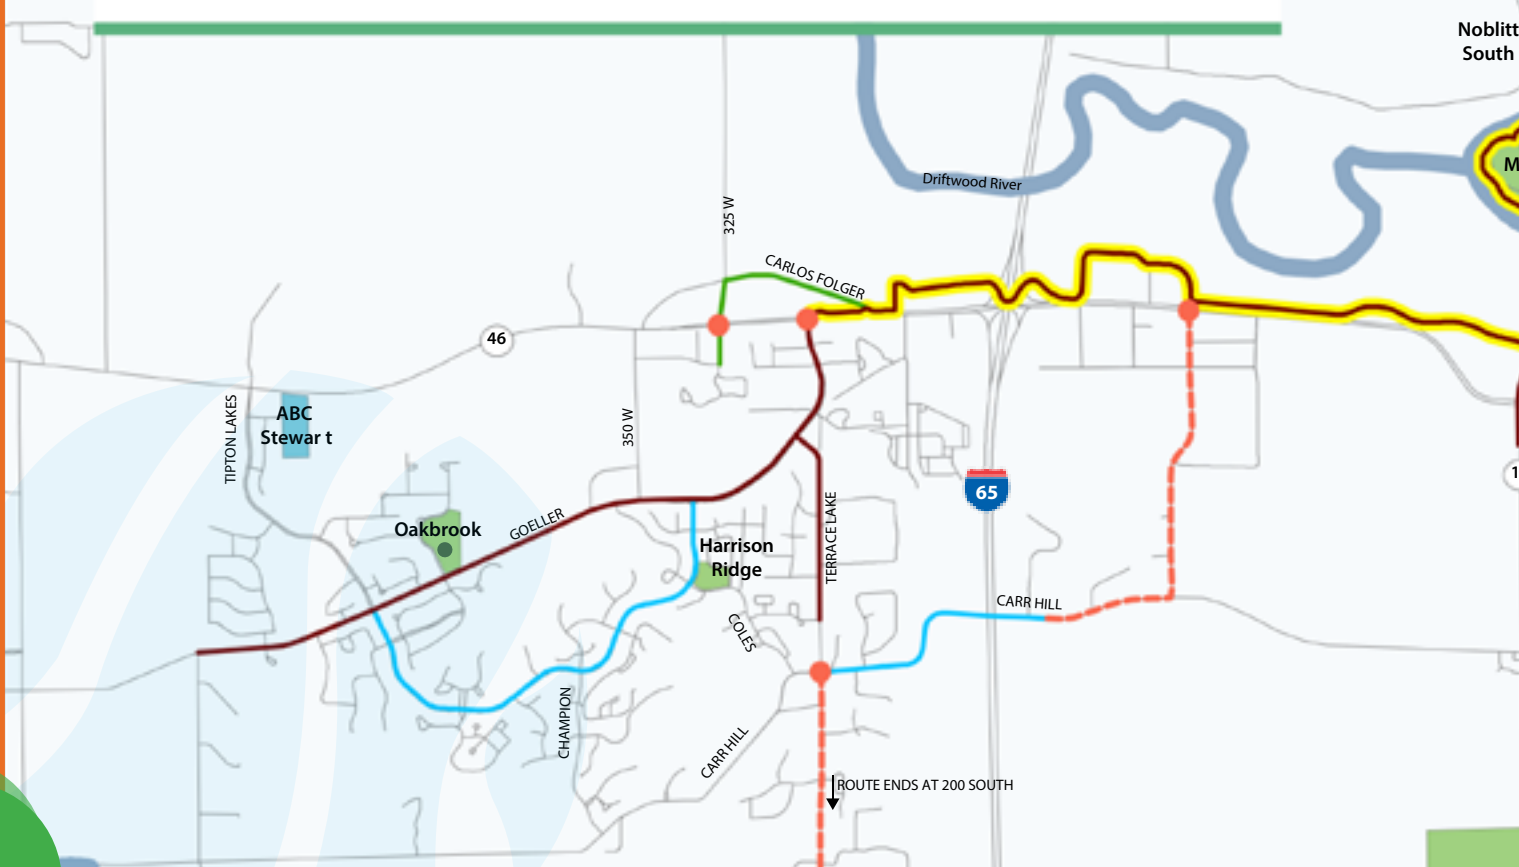 Noblitt
South
Driftwood River
M
325 W
CARLOS FOLGER
46
TIPTON LAKES
ABC
Stewar t
350 W
1
65
Oakbrook
GOELLER
TERRACE LAKE
Harrison
Ridge
CARR HILL
COLES
CHAMPION
CARR HILL
ROUTE ENDS AT 200 SOUTH